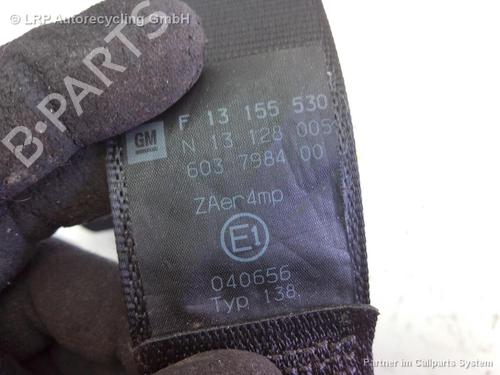 © LRP Autorecycling GmbH
F 13 155 530
GM N 13 128 005
603 7984 00
ZAer4mp
E1
040656
Typ 138
B-PARTS
Partner im Callparts System